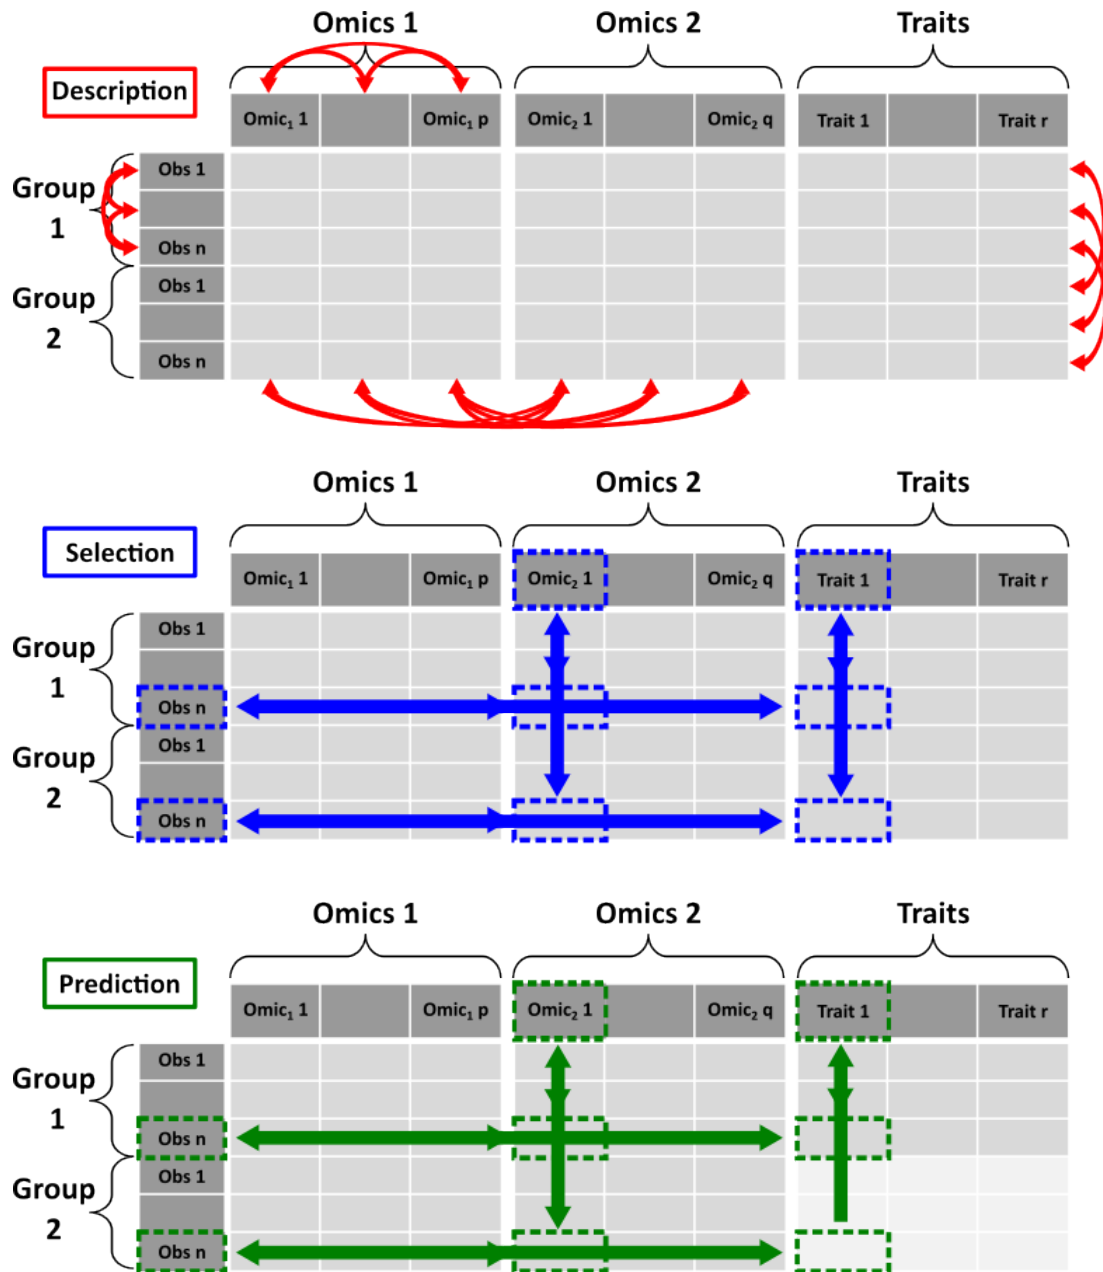 Omics 1 Omics 2 Traits
Description
Omic₁ 1 Omic₁ p Omic₂ 1 Omic₂ q Trait 1 Trait r
Obs 1
Group
1
Obs n
Obs 1
Group
2
Obs n
Omics 1 Omics 2 Traits
Selection
Omic₁ 1 Omic₁ p Omic₂ 1 Omic₂ q Trait 1 Trait r
Obs 1
Group
1
Obs n
Obs 1
Group
2
Obs n
Omics 1 Omics 2 Traits
Prediction
Omic₁ 1 Omic₁ p Omic₂ 1 Omic₂ q Trait 1 Trait r
Obs 1
Group
1
Obs n
Obs 1
Group
2
Obs n